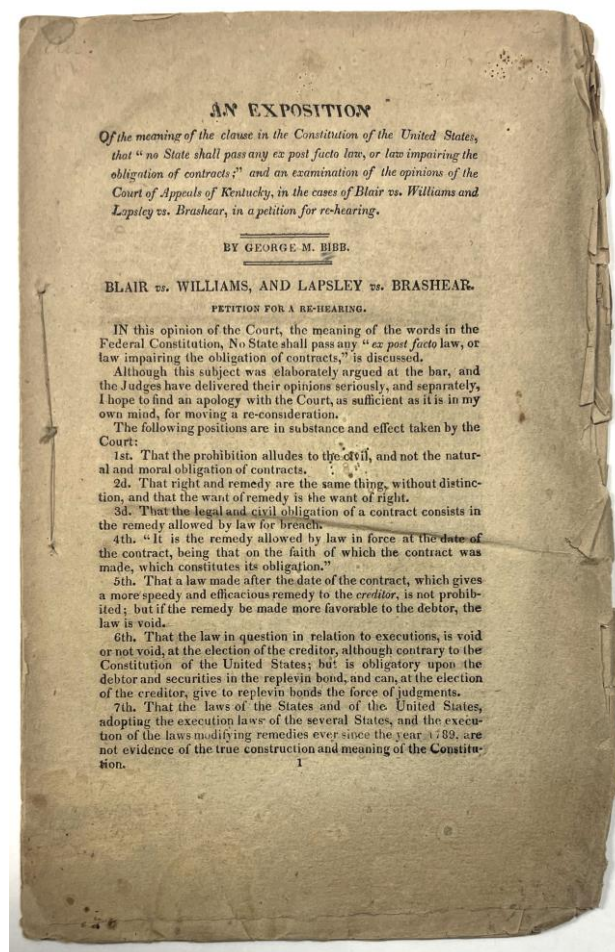 AN EXPOSITION
Of the meaning of the clause in the Constitution of the United States,
that "no State shall pass any ex post facto law, or law impairing the
obligation of contracts;" and an examination of the opinions of the
Court of Appeals of Kentucky, in the cases of Blair vs. Williams and
Lapsley vs. Brashear, in a petition for re-hearing.
BY GEORGE M. BIBB.
BLAIR vs. WILLIAMS, AND LAPSLEY vs. BRASHEAR.
PETITION FOR A RE-HEARING.
IN this opinion of the Court, the meaning of the words in the
Federal Constitution, No State shall pass any "ex post facto law, or
law impairing the obligation of contracts," is discussed.
Although this subject was elaborately argued at the bar, and
the Judges have delivered their opinions seriously, and separately,
I hope to find an apology with the Court, as sufficient as it is in my
own mind, for moving a re-consideration.
The following positions are in substance and effect taken by the
Court:
1st. That the prohibition alludes to the civil, and not the natur-
al and moral obligation of contracts.
2d. That right and remedy are the same thing, without distinc-
tion, and that the want of remedy is the want of right.
3d. That the legal and civil obligation of a contract consists in
the remedy allowed by law for breach.
4th. "It is the remedy allowed by law in force at the date of
the contract, being that on the faith of which the contract was
made, which constitutes its obligation."
5th. That a law made after the date of the contract, which gives
a more speedy and efficacious remedy to the creditor, is not prohib-
ited; but if the remedy be made more favorable to the debtor, the
law is void.
6th. That the law in question in relation to executions, is void
or not void, at the election of the creditor, although contrary to the
Constitution of the United States; but is obligatory upon the
debtor and securities in the replevin bond, and can, at the election
of the creditor, give to replevin bonds the force of judgments.
7th. That the laws of the States and of the United States,
adopting the execution laws of the several States, and the execu-
tion of the laws modifying remedies ever since the year 1789, are
not evidence of the true construction and meaning of the Constitu-
tion.
1